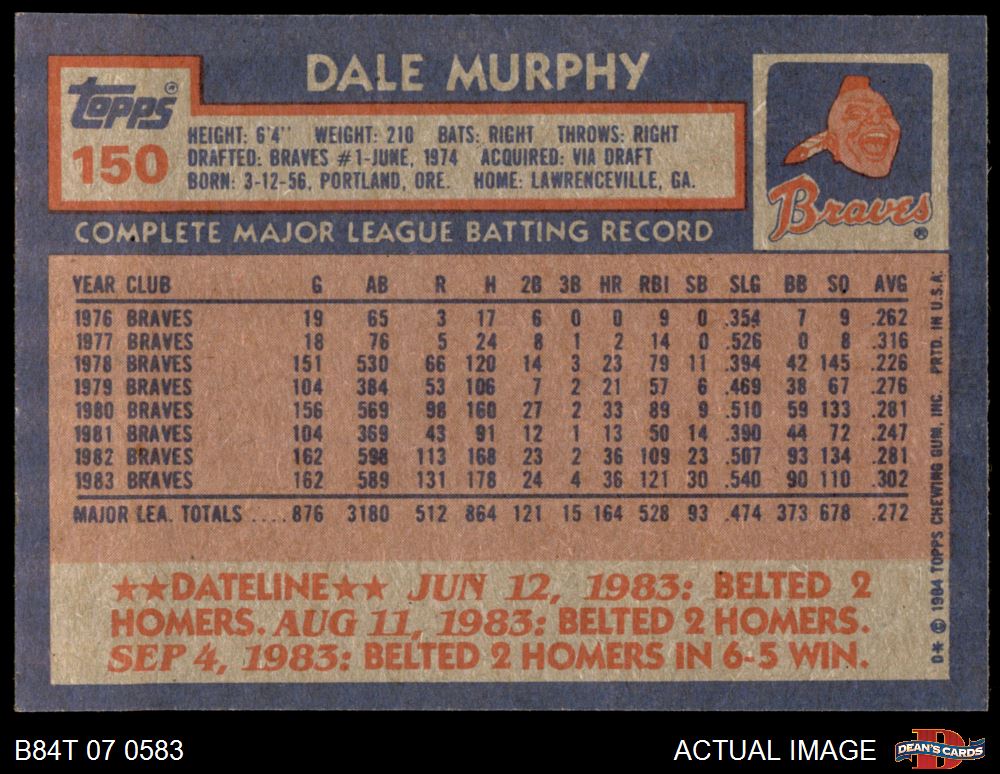 DALE MURPHY
topps®
150
HEIGHT: 6'4" WEIGHT: 210 BATS: RIGHT THROWS: RIGHT
DRAFTED: BRAVES #1-JUNE, 1974 ACQUIRED: VIA DRAFT
BORN: 3-12-56, PORTLAND, ORE. HOME: LAWRENCEVILLE, GA.
Braves®
COMPLETE MAJOR LEAGUE BATTING RECORD
YEAR CLUB G AB R H 2B 3B HR RBI SB SLG BB SO AVG
1976 BRAVES 19 65 3 17 6 0 0 9 0 .354 7 9 .262
1977 BRAVES 18 76 5 24 8 1 2 14 0 .526 0 8 .316
1978 BRAVES 151 530 66 120 14 3 23 79 11 .394 42 145 .226
1979 BRAVES 104 384 53 106 7 2 21 57 6 .469 38 67 .276
1980 BRAVES 156 569 98 160 27 2 33 89 9 .510 59 133 .281
1981 BRAVES 104 369 43 91 12 1 13 50 14 .390 44 72 .247
1982 BRAVES 162 598 113 168 23 2 36 109 23 .507 93 134 .281
1983 BRAVES 162 589 131 178 24 4 36 121 30 .540 90 110 .302
MAJOR LEA. TOTALS ....876 3180 512 864 121 15 164 528 93 .474 373 678 .272
★★DATELINE★★ JUN 12, 1983: BELTED 2
HOMERS. AUG 11, 1983: BELTED 2 HOMERS.
SEP 4, 1983: BELTED 2 HOMERS IN 6-5 WIN.
D* © 1984 TOPPS CHEWING GUM, INC. PRTD. IN U.S.A.
B84T 07 0583
ACTUAL IMAGE
D
DEAN'S CARDS